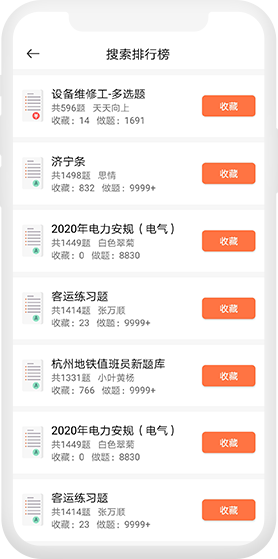 搜索排行榜
设备维修工-多选题
共596题 天天向上
收藏：14 做题：1691
收藏
济宁条
共1498题 思情
收藏：832 做题：9999+
收藏
2020年电力安规（电气）
共1449题 白色翠菊
收藏：0 做题：8830
收藏
客运练习题
共1414题 张万顺
收藏：23 做题：9999+
收藏
杭州地铁值班员新题库
共1331题 小叶黄杨
收藏：766 做题：9999+
收藏
2020年电力安规（电气）
共1449题 白色翠菊
收藏：0 做题：8830
收藏
客运练习题
共1414题 张万顺
收藏：23 做题：9999+
收藏